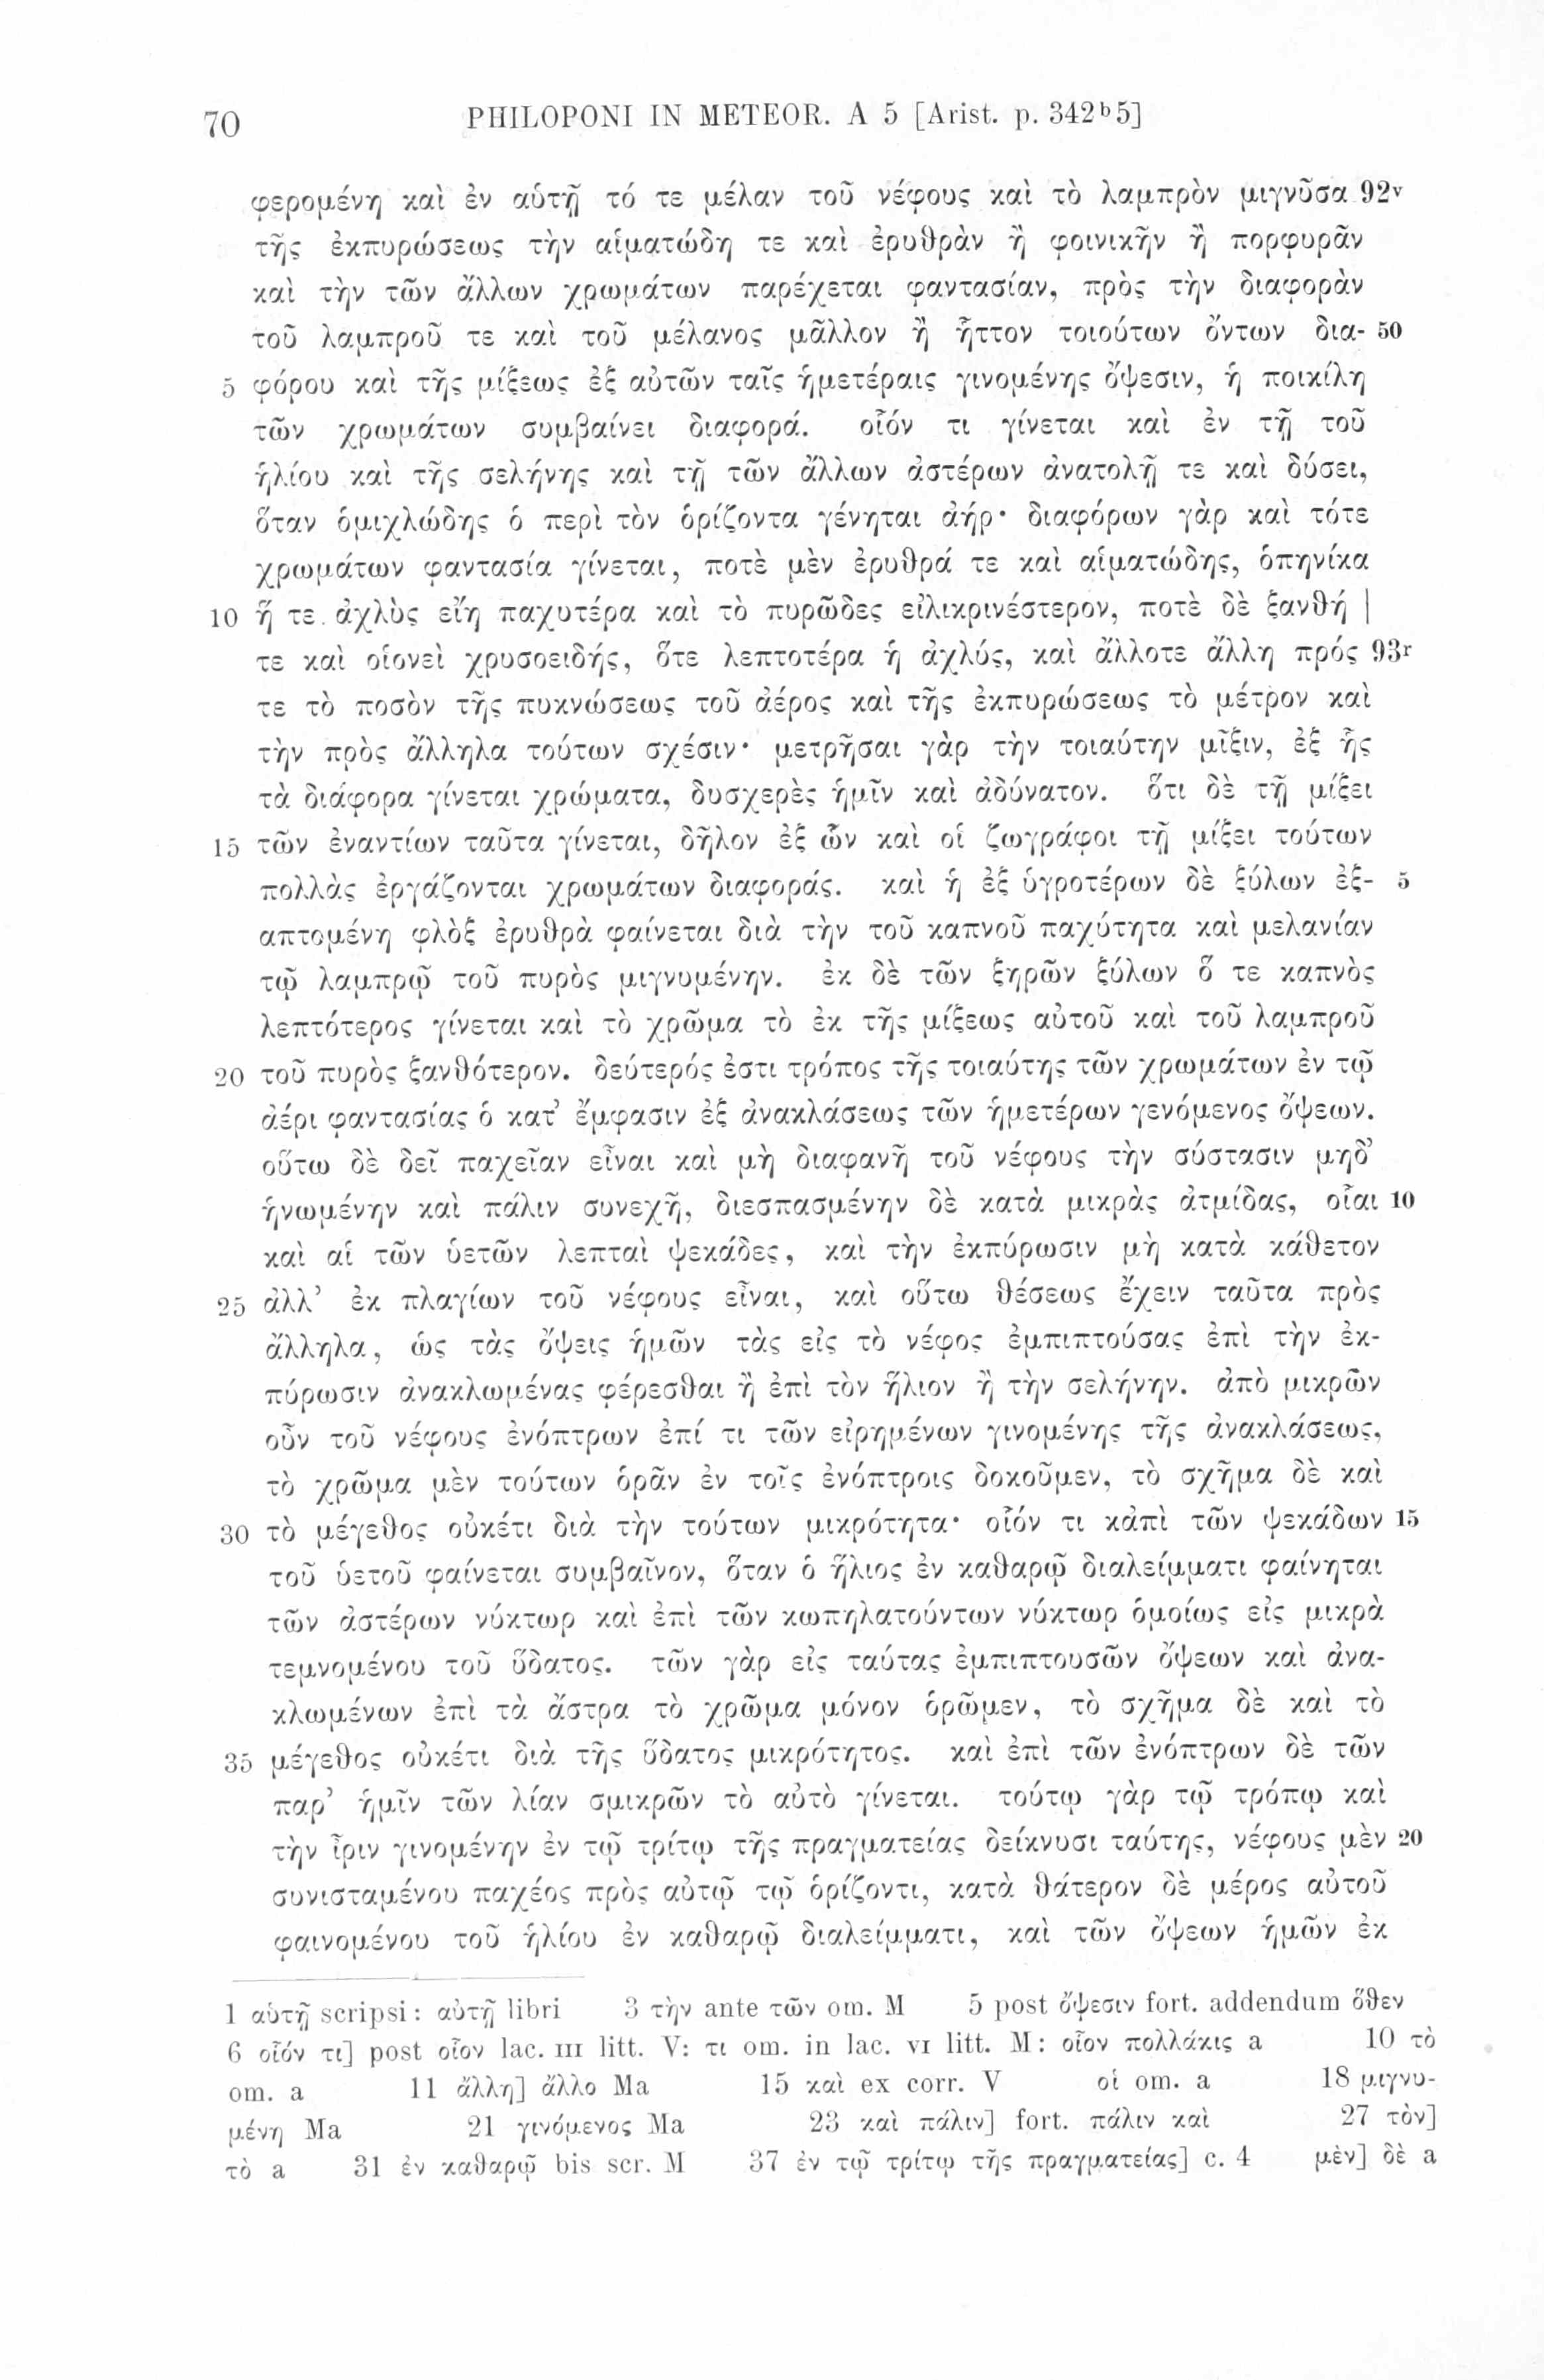 70 PHILOPONI IN METEOR. A 5 [Arist. p. 342ᵇ5]
φερομένη καὶ ἐν αὑτῇ τό τε μέλαν τοῦ νέφους καὶ τὸ λαμπρὸν μιγνῦσα 92ᵛ
τῆς ἐκπυρώσεως τὴν αἱματώδη τε καὶ ἐρυθρὰν ἢ φοινικῆν ἢ πορφυρᾶν
καὶ τὴν τῶν ἄλλων χρωμάτων παρέχεται φαντασίαν, πρὸς τὴν διαφορὰν
τοῦ λαμπροῦ τε καὶ τοῦ μέλανος μᾶλλον ἢ ἧττον τοιούτων ὄντων δια- 50
5 φόρου καὶ τῆς μίξεως ἐξ αὐτῶν ταῖς ἡμετέραις γινομένης ὄψεσιν, ἡ ποικίλη
τῶν χρωμάτων συμβαίνει διαφορά. οἷόν τι γίνεται καὶ ἐν τῇ τοῦ
ἡλίου καὶ τῆς σελήνης καὶ τῇ τῶν ἄλλων ἀστέρων ἀνατολῇ τε καὶ δύσει,
ὅταν ὁμιχλώδης ὁ περὶ τὸν ὁρίζοντα γένηται ἀήρ· διαφόρων γὰρ καὶ τότε
χρωμάτων φαντασία γίνεται, ποτὲ μὲν ἐρυθρά τε καὶ αἱματώδης, ὁπηνίκα
10 ἥ τε ἀχλὺς εἴη παχυτέρα καὶ τὸ πυρῶδες εἰλικρινέστερον, ποτὲ δὲ ξανθή |
τε καὶ οἱονεὶ χρυσοειδής, ὅτε λεπτοτέρα ἡ ἀχλύς, καὶ ἄλλοτε ἄλλη πρός 93ʳ
τε τὸ ποσὸν τῆς πυκνώσεως τοῦ ἀέρος καὶ τῆς ἐκπυρώσεως τὸ μέτρον καὶ
τὴν πρὸς ἄλληλα τούτων σχέσιν· μετρῆσαι γὰρ τὴν τοιαύτην μῖξιν, ἐξ ἧς
τὰ διάφορα γίνεται χρώματα, δυσχερὲς ἡμῖν καὶ ἀδύνατον. ὅτι δὲ τῇ μίξει
15 τῶν ἐναντίων ταῦτα γίνεται, δῆλον ἐξ ὧν καὶ οἱ ζωγράφοι τῇ μίξει τούτων
πολλὰς ἐργάζονται χρωμάτων διαφοράς. καὶ ἡ ἐξ ὑγροτέρων δὲ ξύλων ἐξ- 5
απτομένη φλὸξ ἐρυθρὰ φαίνεται διὰ τὴν τοῦ καπνοῦ παχύτητα καὶ μελανίαν
τῷ λαμπρῷ τοῦ πυρὸς μιγνυμένην. ἐκ δὲ τῶν ξηρῶν ξύλων ὅ τε καπνὸς
λεπτότερος γίνεται καὶ τὸ χρῶμα τὸ ἐκ τῆς μίξεως αὐτοῦ καὶ τοῦ λαμπροῦ
20 τοῦ πυρὸς ξανθότερον. δεύτερός ἐστι τρόπος τῆς τοιαύτης τῶν χρωμάτων ἐν τῷ
ἀέρι φαντασίας ὁ κατ’ ἔμφασιν ἐξ ἀνακλάσεως τῶν ἡμετέρων γενόμενος ὄψεων.
οὕτω δὲ δεῖ παχεῖαν εἶναι καὶ μὴ διαφανῆ τοῦ νέφους τὴν σύστασιν μηδ’
ἡνωμένην καὶ πάλιν συνεχῆ, διεσπασμένην δὲ κατὰ μικρὰς ἀτμίδας, οἷαι 10
καὶ αἱ τῶν ὑετῶν λεπταὶ ψεκάδες, καὶ τὴν ἐκπύρωσιν μὴ κατὰ κάθετον
25 ἀλλ’ ἐκ πλαγίων τοῦ νέφους εἶναι, καὶ οὕτω θέσεως ἔχειν ταῦτα πρὸς
ἄλληλα, ὡς τὰς ὄψεις ἡμῶν τὰς εἰς τὸ νέφος ἐμπιπτούσας ἐπὶ τὴν ἐκ-
πύρωσιν ἀνακλωμένας φέρεσθαι ἢ ἐπὶ τὸν ἥλιον ἢ τὴν σελήνην. ἀπὸ μικρῶν
οὖν τοῦ νέφους ἐνόπτρων ἐπί τι τῶν εἰρημένων γινομένης τῆς ἀνακλάσεως,
τὸ χρῶμα μὲν τούτων ὁρᾶν ἐν τοῖς ἐνόπτροις δοκοῦμεν, τὸ σχῆμα δὲ καὶ
30 τὸ μέγεθος οὐκέτι διὰ τὴν τούτων μικρότητα· οἷόν τι κἀπὶ τῶν ψεκάδων 15
τοῦ ὑετοῦ φαίνεται συμβαῖνον, ὅταν ὁ ἥλιος ἐν καθαρῷ διαλείμματι φαίνηται
τῶν ἀστέρων νύκτωρ καὶ ἐπὶ τῶν κωπηλατούντων νύκτωρ ὁμοίως εἰς μικρὰ
τεμνομένου τοῦ ὕδατος. τῶν γὰρ εἰς ταύτας ἐμπιπτουσῶν ὄψεων καὶ ἀνα-
κλωμένων ἐπὶ τὰ ἄστρα τὸ χρῶμα μόνον ὁρῶμεν, τὸ σχῆμα δὲ καὶ τὸ
35 μέγεθος οὐκέτι διὰ τῆς ὕδατος μικρότητος. καὶ ἐπὶ τῶν ἐνόπτρων δὲ τῶν
παρ’ ἡμῖν τῶν λίαν σμικρῶν τὸ αὐτὸ γίνεται. τούτῳ γὰρ τῷ τρόπῳ καὶ
τὴν ἶριν γινομένην ἐν τῷ τρίτῳ τῆς πραγματείας δείκνυσι ταύτης, νέφους μὲν 20
συνισταμένου παχέος πρὸς αὐτῷ τῷ ὁρίζοντι, κατὰ θάτερον δὲ μέρος αὐτοῦ
φαινομένου τοῦ ἡλίου ἐν καθαρῷ διαλείμματι, καὶ τῶν ὄψεων ἡμῶν ἐκ
1 αὑτῇ scripsi: αὐτῇ libri 3 τὴν ante τῶν om. M 5 post ὄψεσιν fort. addendum ὅθεν
6 οἷόν τι] post οἷον lac. III litt. V: τι om. in lac. VI litt. M: οἷον πολλάκις a 10 τὸ
om. a 11 ἄλλη] ἄλλο Ma 15 καὶ ex corr. V οἱ om. a 18 μιγνυ-
μένη Ma 21 γινόμενος Ma 23 καὶ πάλιν] fort. πάλιν καὶ 27 τὸν]
τὸ a 31 ἐν καθαρῷ bis scr. M 37 ἐν τῷ τρίτῳ τῆς πραγματείας] c. 4 μὲν] δὲ a